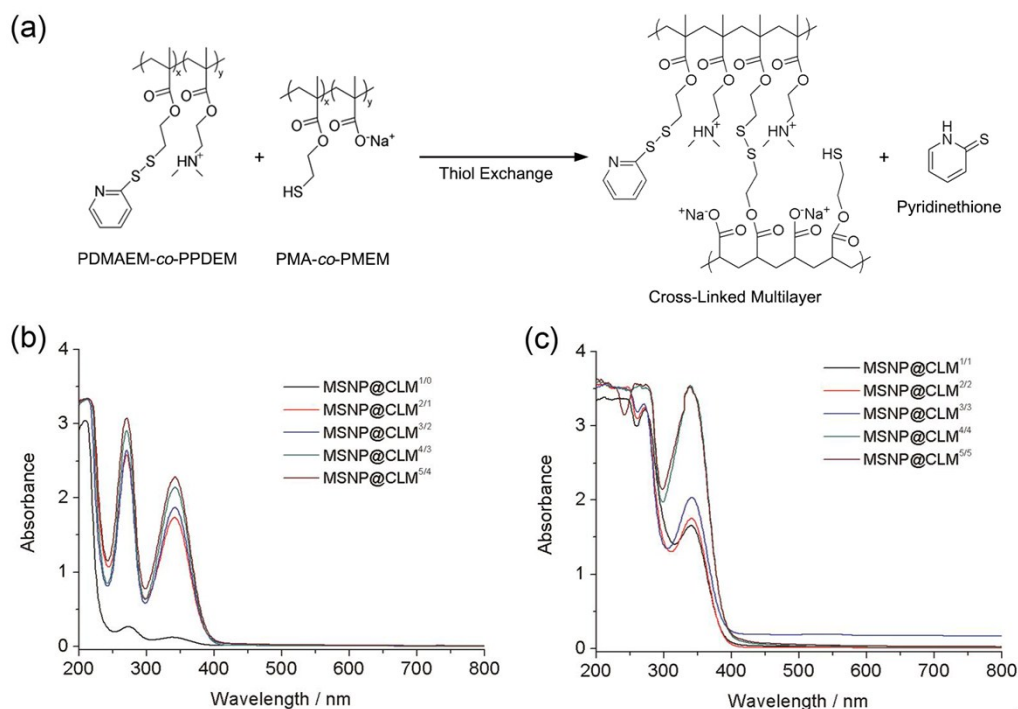 (a)
x
y
O
O
O
O
S
S
HN+
N
PDMAEM-co-PPDEM
+
x
y
O
O
O
O-Na+
HS
PMA-co-PMEM
Thiol Exchange
O
O
O
O
O
O
O
O
S
S
HN+
S
S
HN+
N
HS
+Na-O
O
O
O
O-Na+
O
O
O
Cross-Linked Multilayer
+
H
N
S
Pyridinethione
(b)
4
3
2
1
0
Absorbance
MSNP@CLM1/0
MSNP@CLM2/1
MSNP@CLM3/2
MSNP@CLM4/3
MSNP@CLM5/4
200 300 400 500 600 700 800
Wavelength / nm
(c)
4
3
2
1
0
Absorbance
MSNP@CLM1/1
MSNP@CLM2/2
MSNP@CLM3/3
MSNP@CLM4/4
MSNP@CLM5/5
200 300 400 500 600 700 800
Wavelength / nm